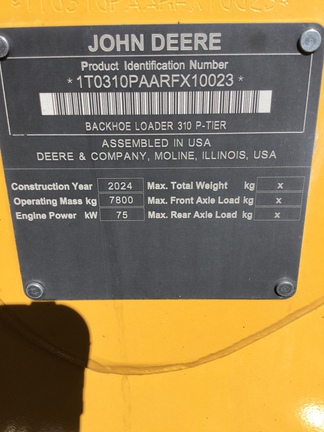 JOHN DEERE
Product Identification Number
*1T0310PAARFX10023*
BACKHOE LOADER 310 P-TIER
ASSEMBLED IN USA
DEERE & COMPANY, MOLINE, ILLINOIS, USA
Construction Year 2024 Max. Total Weight kg x
Operating Mass kg 7800 Max. Front Axle Load kg x
Engine Power kW 75 Max. Rear Axle Load kg x